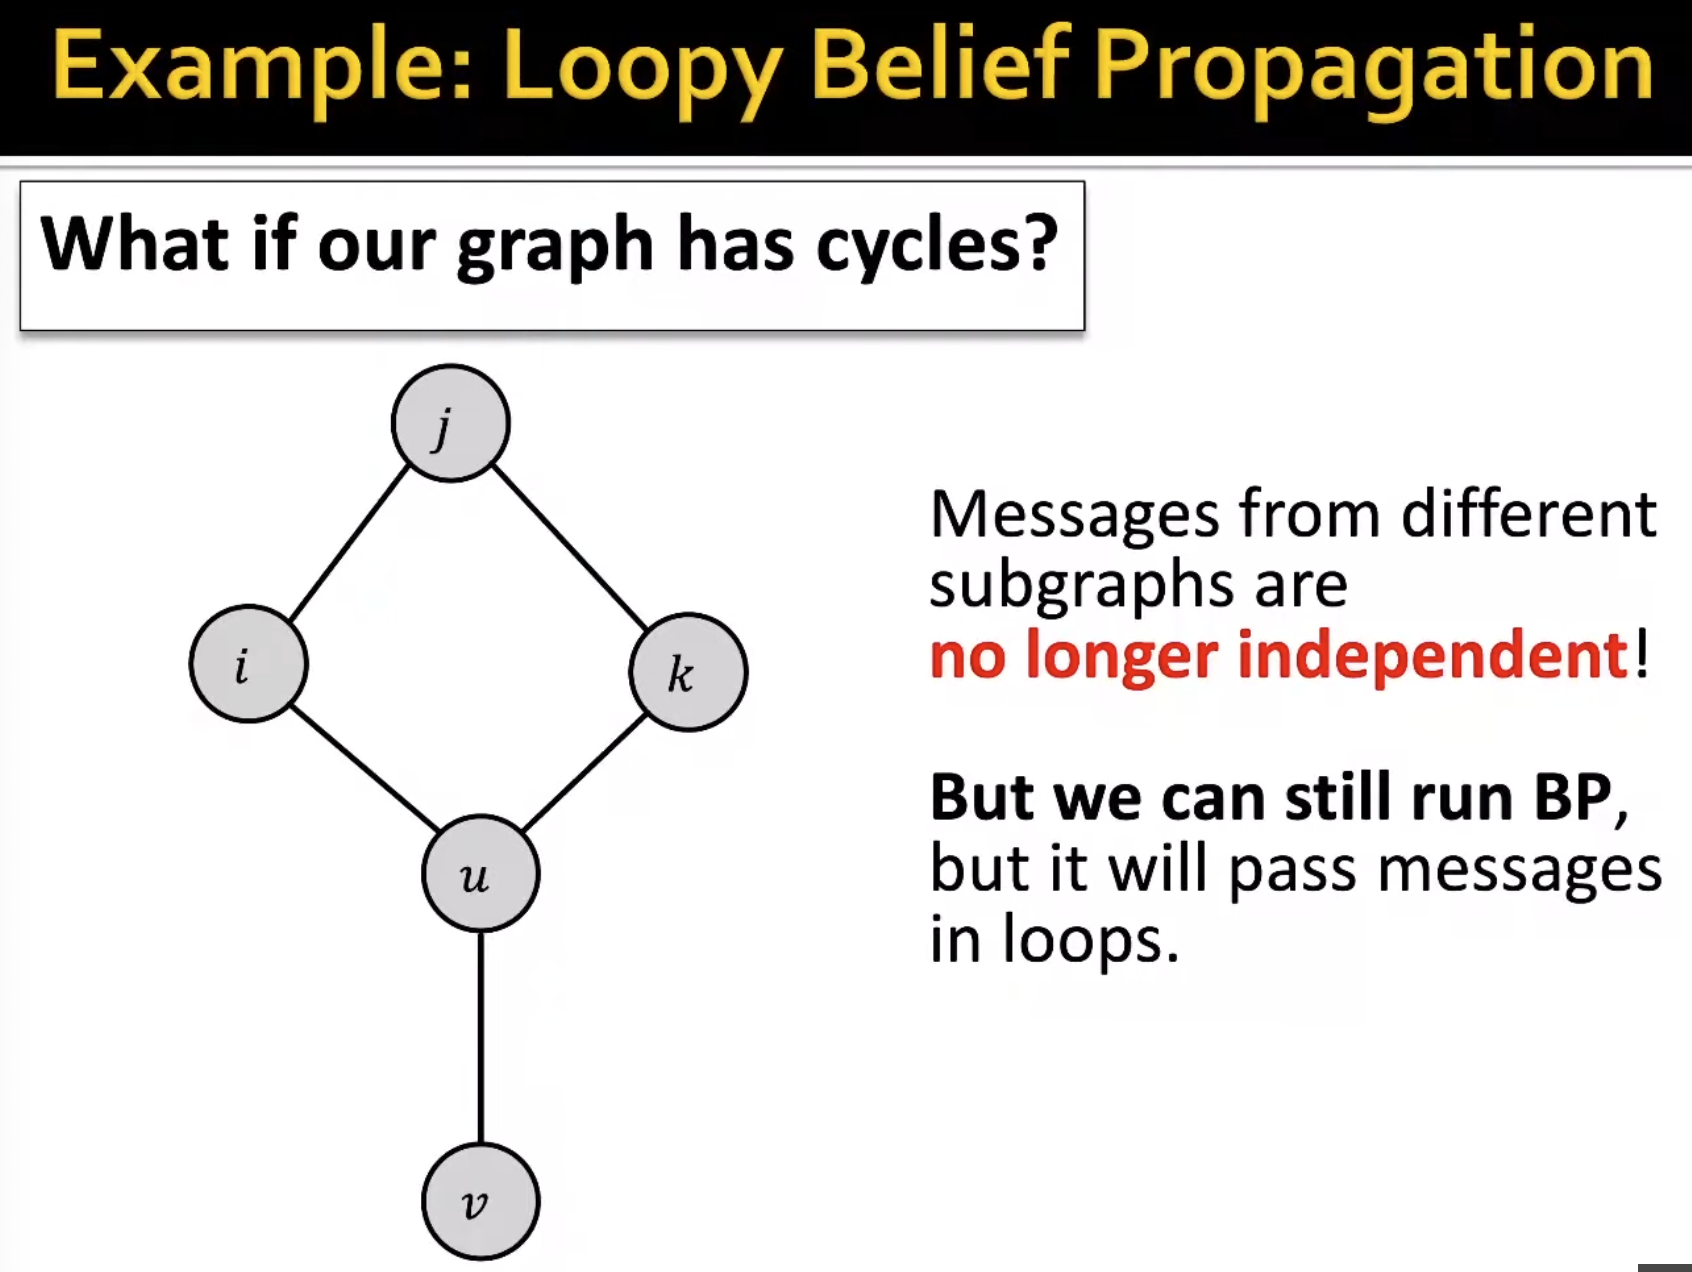 Example: Loopy Belief Propagation
What if our graph has cycles?
j
i
k
u
v
Messages from different
subgraphs are
no longer independent!
But we can still run BP,
but it will pass messages
in loops.